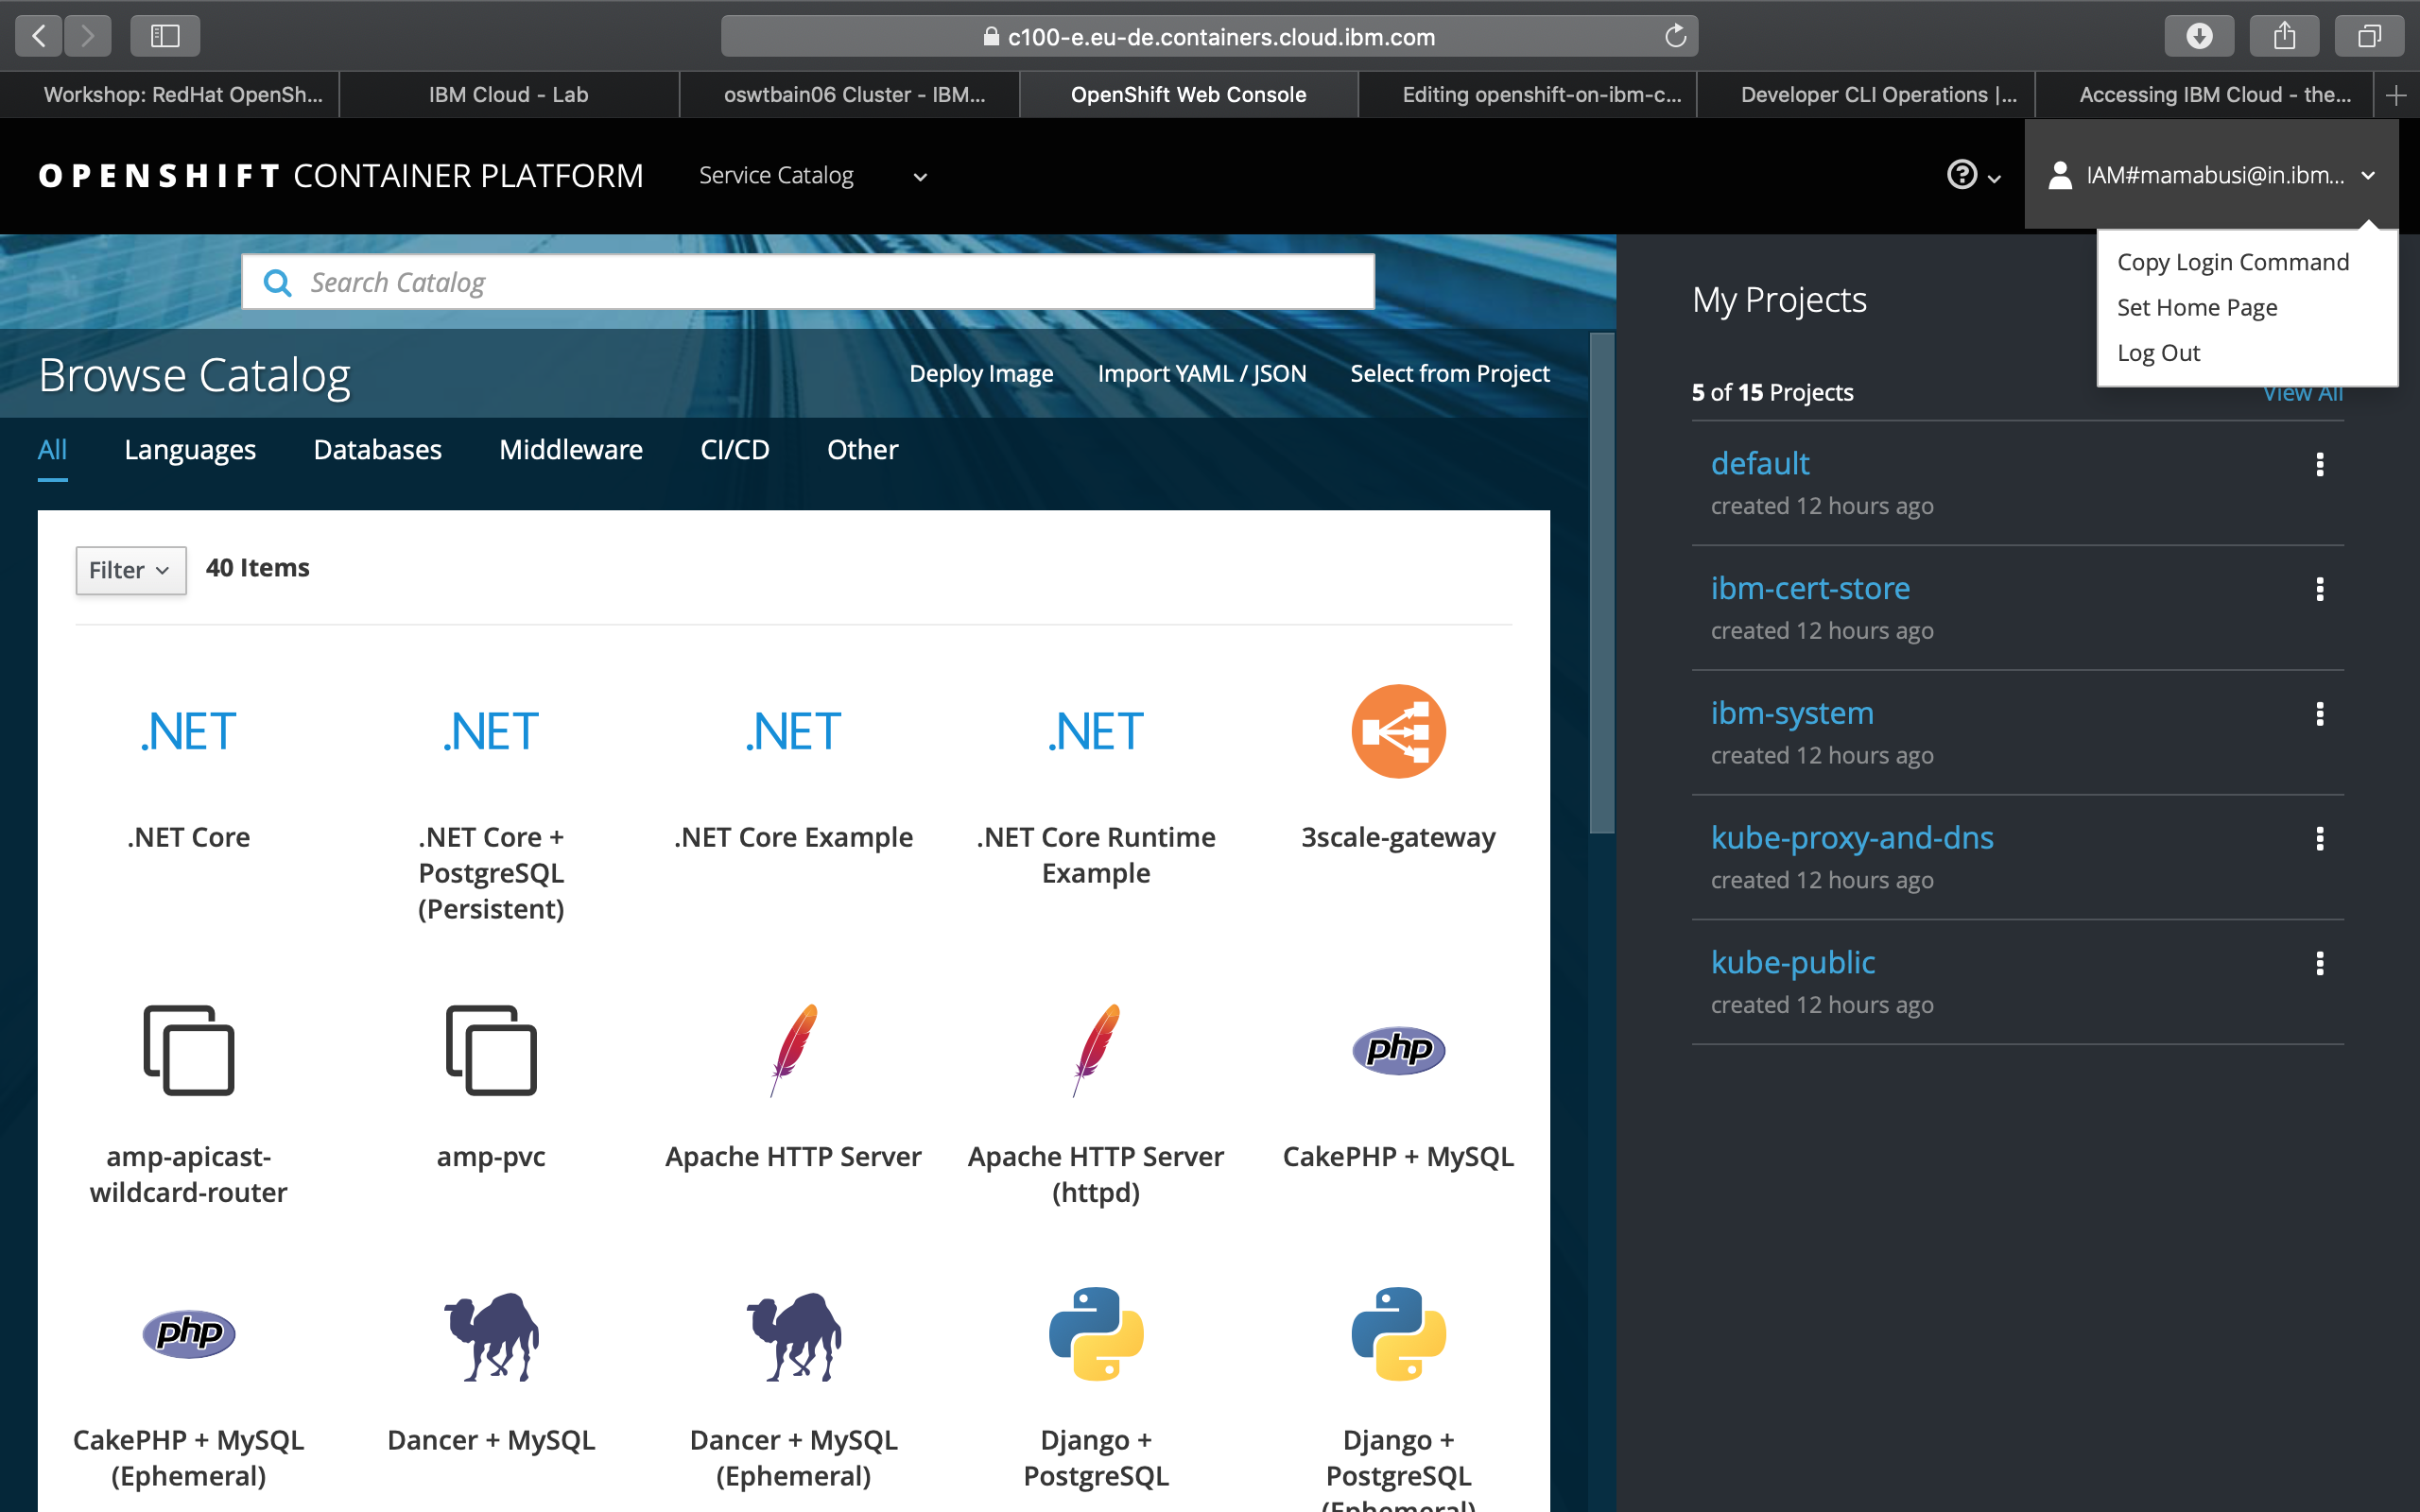 c100-e.eu-de.containers.cloud.ibm.com
Workshop: RedHat OpenSh...
IBM Cloud - Lab
oswtbain06 Cluster - IBM...
OpenShift Web Console
Editing openshift-on-ibm-c...
Developer CLI Operations |...
Accessing IBM Cloud - the...
OPENSHIFT CONTAINER PLATFORM
Service Catalog
IAM#mamabusi@in.ibm...
Copy Login Command
Set Home Page
Log Out
Search Catalog
Browse Catalog
Deploy Image
Import YAML / JSON
Select from Project
All
Languages
Databases
Middleware
CI/CD
Other
Filter
40 Items
.NET
.NET
.NET
.NET
.NET Core
.NET Core +
PostgreSQL
(Persistent)
.NET Core Example
.NET Core Runtime
Example
3scale-gateway
php
amp-apicast-
wildcard-router
amp-pvc
Apache HTTP Server
Apache HTTP Server
(httpd)
CakePHP + MySQL
php
CakePHP + MySQL
(Ephemeral)
Dancer + MySQL
Dancer + MySQL
(Ephemeral)
Django +
PostgreSQL
Django +
PostgreSQL
(Ephemeral)
My Projects
5 of 15 Projects
View All
default
created 12 hours ago
ibm-cert-store
created 12 hours ago
ibm-system
created 12 hours ago
kube-proxy-and-dns
created 12 hours ago
kube-public
created 12 hours ago